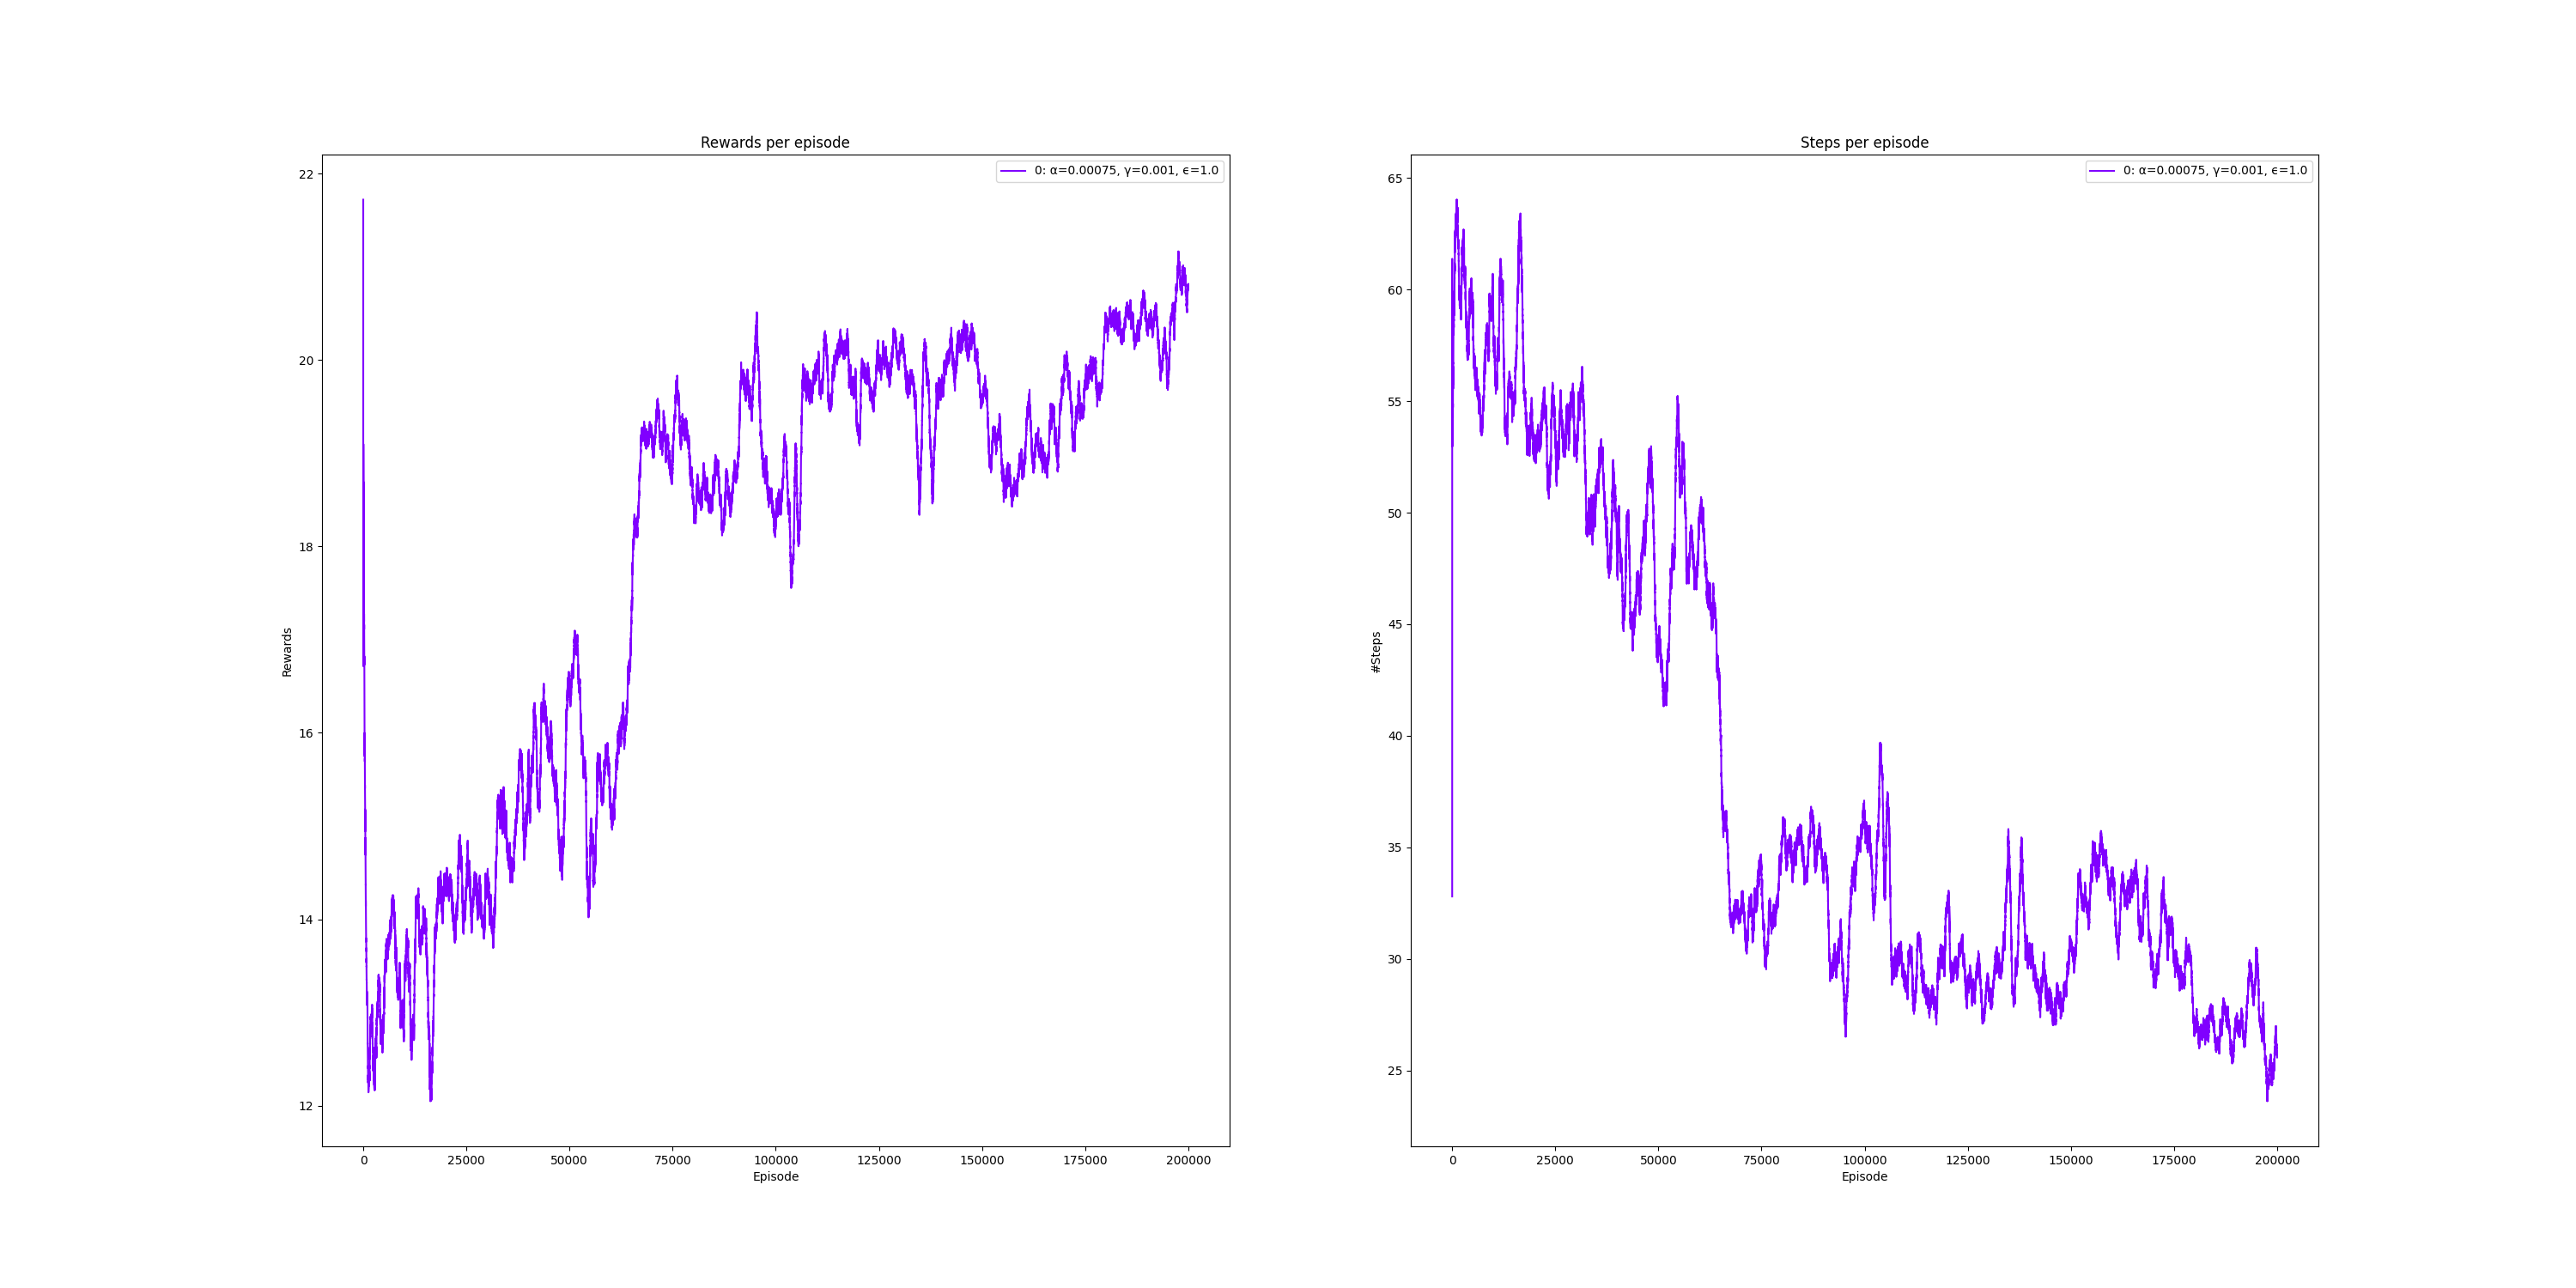 Rewards per episode
0: α=0.00075, γ=0.001, ϵ=1.0
22
20
18
16
14
12
Rewards
0 25000 50000 75000 100000 125000 150000 175000 200000
Episode
Steps per episode
0: α=0.00075, γ=0.001, ϵ=1.0
65
60
55
50
45
40
35
30
25
#Steps
0 25000 50000 75000 100000 125000 150000 175000 200000
Episode